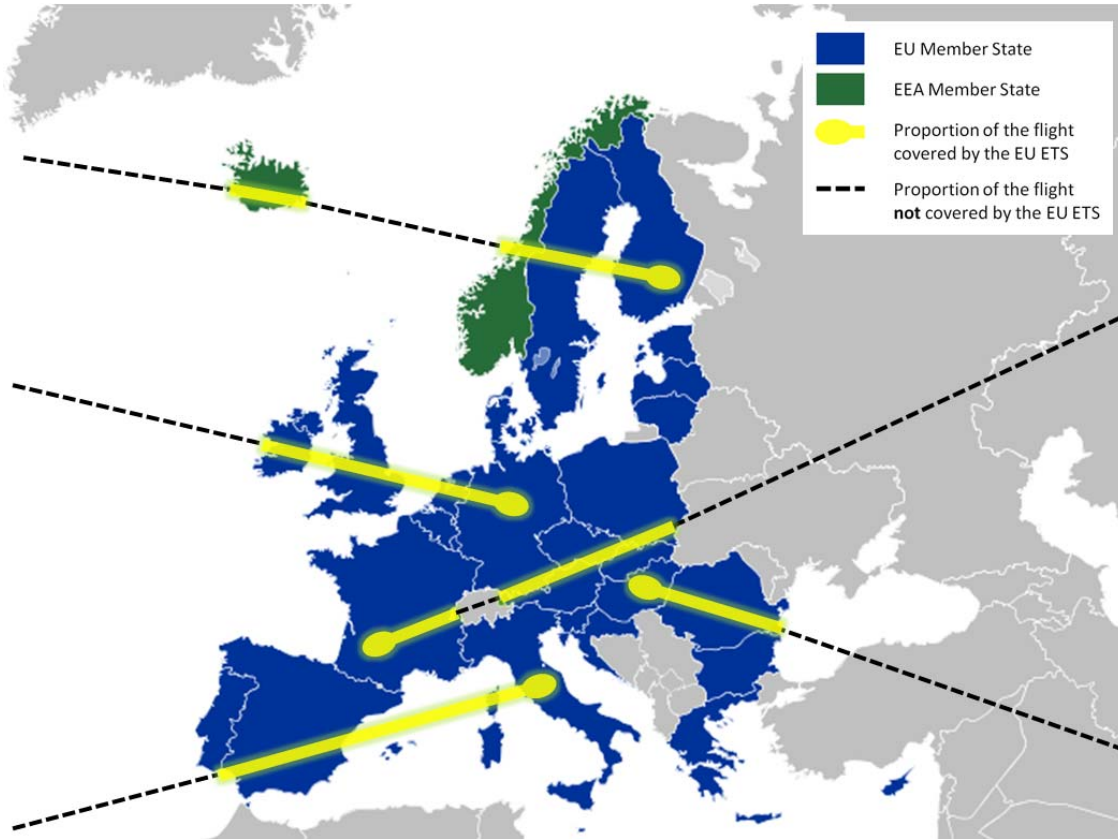 EU Member State
EEA Member State
Proportion of the flight
covered by the EU ETS
Proportion of the flight
not covered by the EU ETS